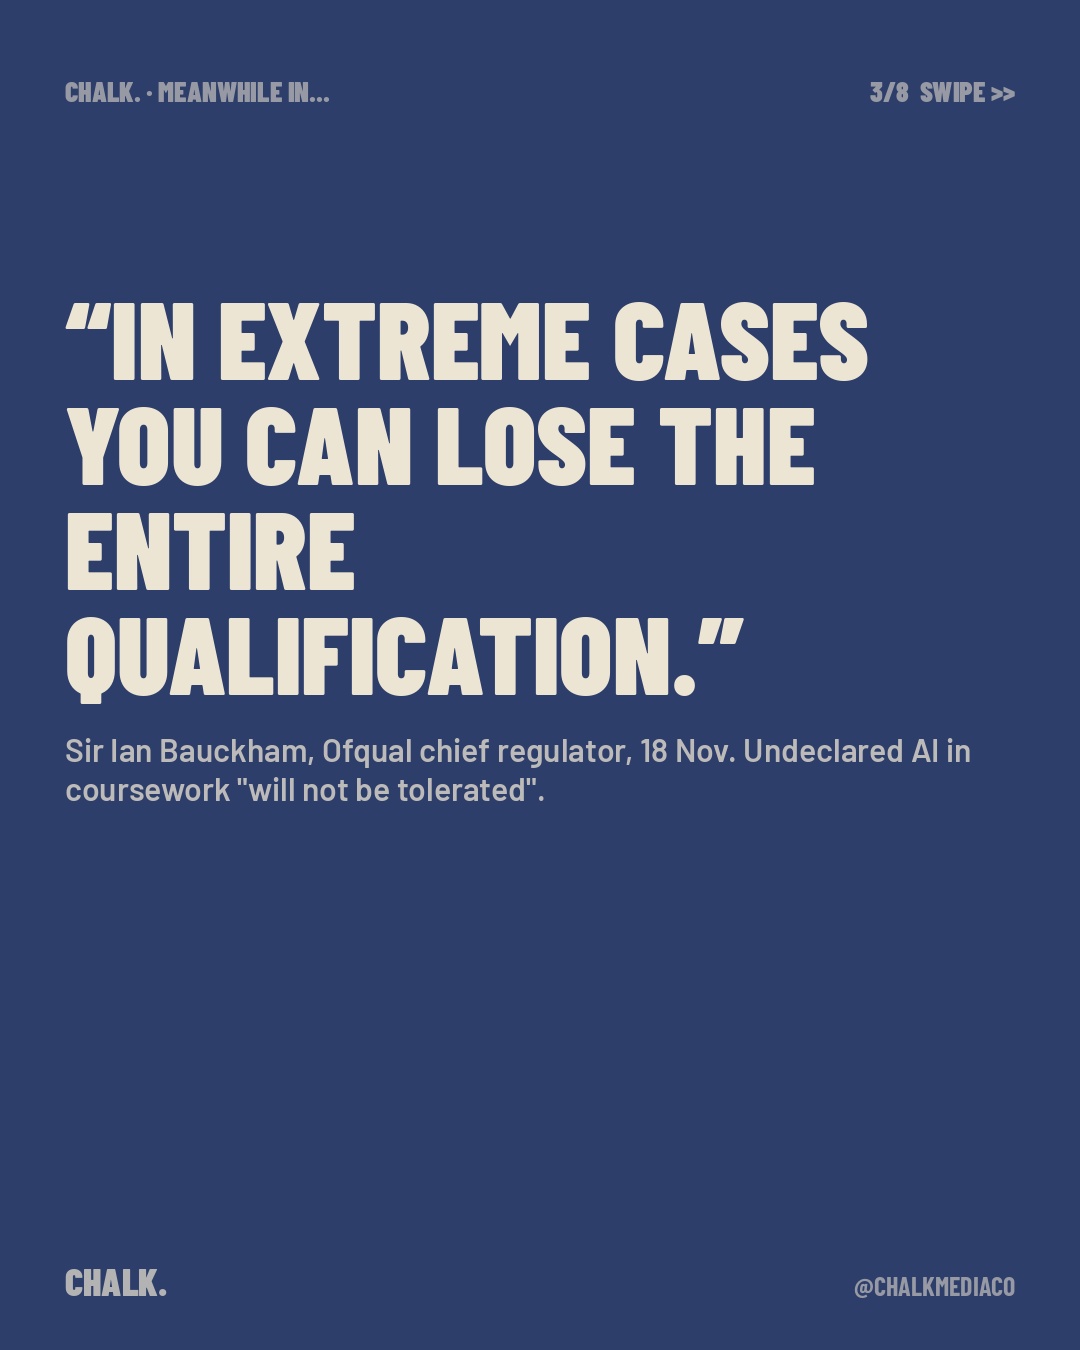 CHALK. · MEANWHILE IN...
3/8 SWIPE >>
“IN EXTREME CASES
YOU CAN LOSE THE
ENTIRE
QUALIFICATION.”
Sir Ian Bauckham, Ofqual chief regulator, 18 Nov. Undeclared AI in
coursework "will not be tolerated".
CHALK.
@CHALKMEDIACO